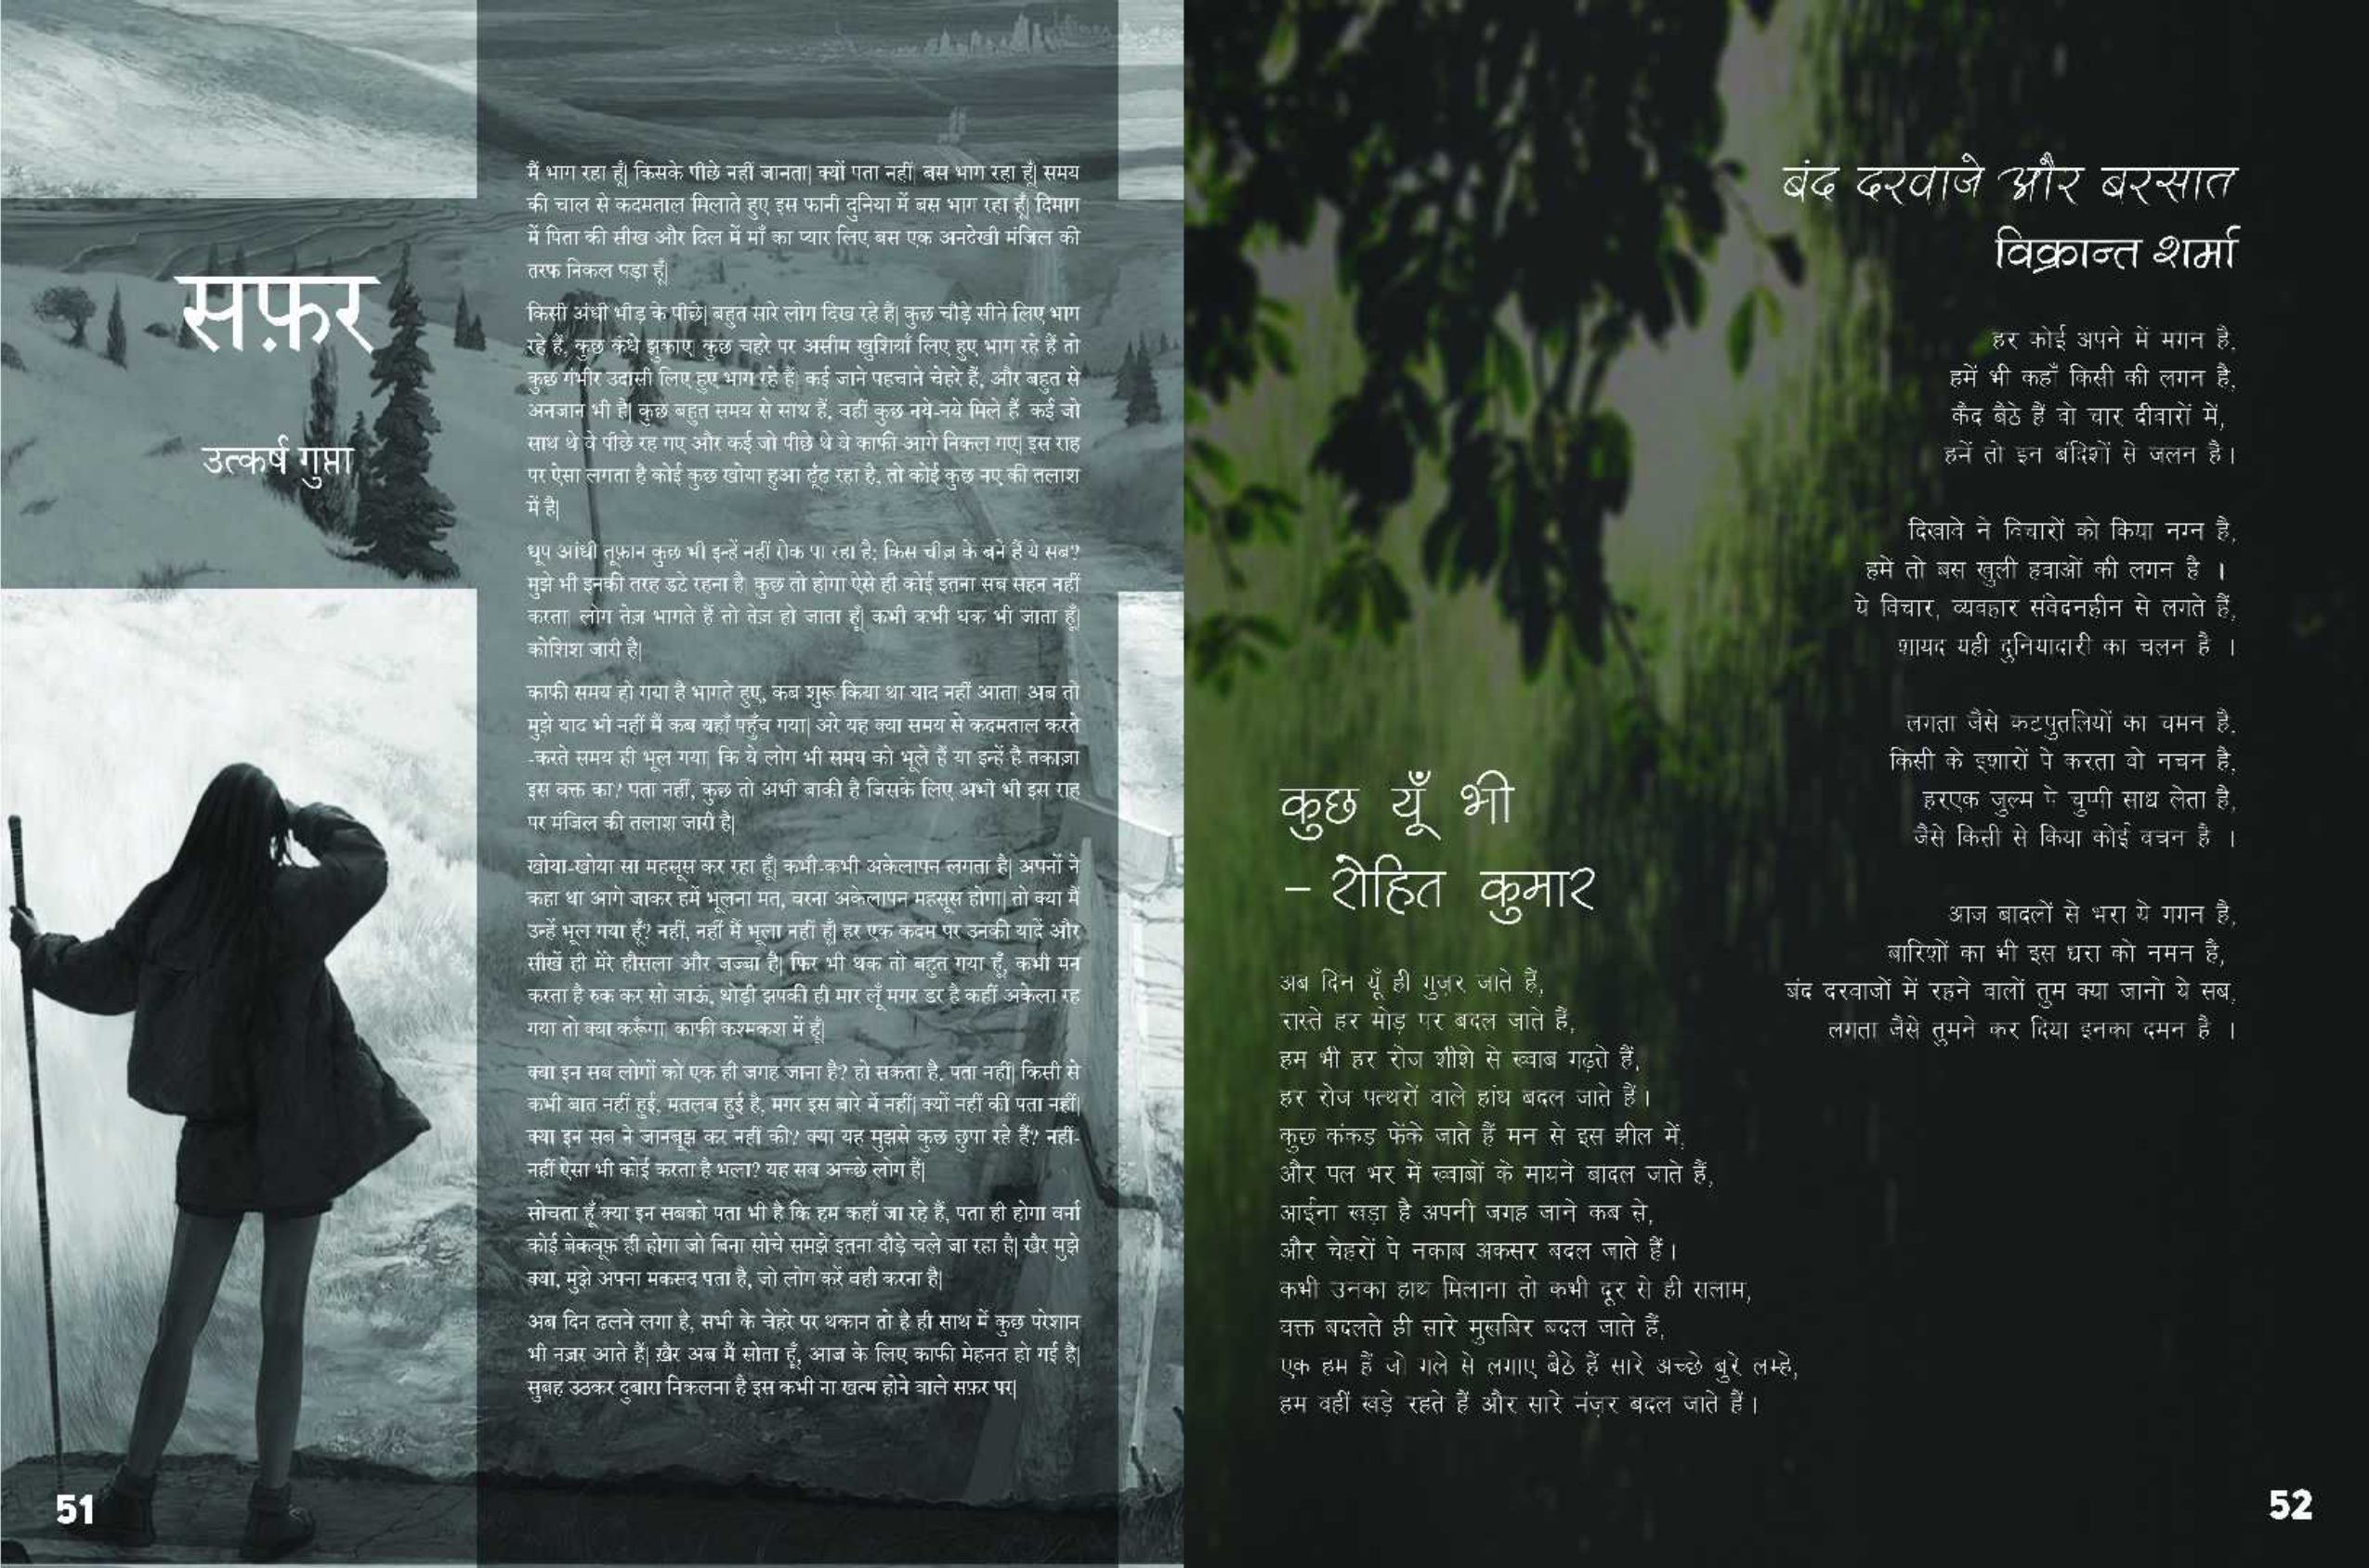 सफ़र
उत्कर्ष गुप्ता
मैं भाग रहा हूँ| किसके पीछे नहीं जानता| क्यों पता नहीं| बस भाग रहा हूँ| समय
की चाल से कदमताल मिलाते हुए इस फानी दुनिया में बस भाग रहा हूँ| दिमाग
में पिता की सीख और दिल में माँ का प्यार लिए बस एक अनदेखी मंजिल की
तरफ निकल पड़ा हूँ|
किसी अंधी भीड़ के पीछे| बहुत सारे लोग दिख रहे हैं| कुछ चौड़े सीने लिए भाग
रहे हैं, कुछ कंधे झुकाए| कुछ चहरे पर असीम खुशियाँ लिए हुए भाग रहे हैं तो
कुछ गंभीर उदासी लिए हुए भाग रहे हैं| कई जाने पहचाने चेहरे हैं, और बहुत से
अनजान भी है| कुछ बहुत समय से साथ हैं, वहीं कुछ नये-नये मिले हैं| कई जो
साथ थे वे पीछे रह गए और कई जो पीछे थे वे काफी आगे निकल गए| इस राह
पर ऐसा लगता है कोई कुछ खोया हुआ ढूंढ रहा है, तो कोई कुछ नए की तलाश
में है|
धूप आंधी तूफ़ान कुछ भी इन्हें नहीं रोक पा रहा है; किस चीज़ के बने हैं ये सब?
मुझे भी इनकी तरह डटे रहना है| कुछ तो होगा ऐसे ही कोई इतना सब सहन नहीं
करता| लोग तेज़ भागते हैं तो तेज़ हो जाता हूँ| कभी कभी थक भी जाता हूँ|
कोशिश जारी है|
काफी समय हो गया है भागते हुए, कब शुरू किया था याद नहीं आता| अब तो
मुझे याद भी नहीं मैं कब यहाँ पहुँच गया| अरे यह क्या समय से कदमताल करते
-करते समय ही भूल गया| कि ये लोग भी समय को भूले हैं या इन्हें है तकाज़ा
इस वक्त का? पता नहीं, कुछ तो अभी बाकी है जिसके लिए अभी भी इस राह
पर मंजिल की तलाश जारी है|
खोया-खोया सा महसूस कर रहा हूँ| कभी-कभी अकेलापन लगता है| अपनों ने
कहा था आगे जाकर हमें भूलना मत, वरना अकेलापन महसूस होगा| तो क्या मैं
उन्हें भूल गया हूँ? नहीं, नहीं मैं भूला नहीं हूँ| हर एक कदम पर उनकी यादें और
सीखें ही मेरे हौसला और जज्बा है| फिर भी थक तो बहुत गया हूँ, कभी मन
करता है रुक कर सो जाऊं, थोड़ी झपकी ही मार लूँ मगर डर है कहीं अकेला रह
गया तो क्या करूँगा| काफी कश्मकश में हूँ|
क्या इन सब लोगों को एक ही जगह जाना है? हो सकता है, पता नहीं| किसी से
कभी बात नहीं हुई, मतलब हुई है, मगर इस बारे में नहीं| क्यों नहीं की पता नहीं|
क्या इन सब ने जानबूझ कर नहीं की? क्या यह मुझसे कुछ छुपा रहे हैं? नहीं-
नहीं ऐसा भी कोई करता है भला? यह सब अच्छे लोग हैं|
सोचता हूँ क्या इन सबको पता भी है कि हम कहाँ जा रहे हैं, पता ही होगा वर्ना
कोई बेकवूफ़ ही होगा जो बिना सोचे समझे इतना दौड़े चले जा रहा है| खैर मुझे
क्या, मुझे अपना मकसद पता है, जो लोग करें वही करना है|
अब दिन ढलने लगा है, सभी के चेहरे पर थकान तो है ही साथ में कुछ परेशान
भी नज़र आते हैं| ख़ैर अब मैं सोता हूँ, आज के लिए काफी मेहनत हो गई है|
सुबह उठकर दुबारा निकलना है इस कभी ना खत्म होने वाले सफ़र पर|
51
बंद दरवाजे और बरसात
विक्रान्त शर्मा
हर कोई अपने में मगन है,
हमें भी कहाँ किसी की लगन है,
कैद बैठे हैं वो चार दीवारों में,
हमें तो इन बंदिशों से जलन है।
दिखावे ने विचारों को किया नग्न है,
हमें तो बस खुली हवाओं की लगन है ।
ये विचार, व्यवहार संवेदनहीन से लगते हैं,
शायद यही दुनियादारी का चलन है ।
लगता जैसे कटपुतलियों का चमन है,
किसी के इशारों पे करता वो नचन है,
हरएक जुल्म पे चुप्पी साध लेता है,
जैसे किसी से किया कोई वचन है ।
आज बादलों से भरा ये गगन है,
बारिशों का भी इस धरा को नमन है,
बंद दरवाजों में रहने वालों तुम क्या जानो ये सब,
लगता जैसे तुमने कर दिया इनका दमन है ।
कुछ यूँ भी
- रोहित कुमार
अब दिन यूँ ही गुज़र जाते हैं,
रास्ते हर मोड़ पर बदल जाते हैं,
हम भी हर रोज शीशे से ख्वाब गढ़ते हैं,
हर रोज पत्थरों वाले हांथ बदल जाते हैं।
कुछ कंकड़ फेंके जाते हैं मन से इस झील में,
और पल भर में ख्वाबों के मायने बादल जाते हैं,
आईना खड़ा है अपनी जगह जाने कब से,
और चेहरों पे नकाब अकसर बदल जाते हैं।
कभी उनका हाथ मिलाना तो कभी दूर से ही सलाम,
वक्त बदलते ही सारे मुखबिर बदल जाते हैं,
एक हम हैं जो गले से लगाए बैठे हैं सारे अच्छे बुरे लम्हे,
हम वहीं खड़े रहते हैं और सारे नंज़र बदल जाते हैं।
52